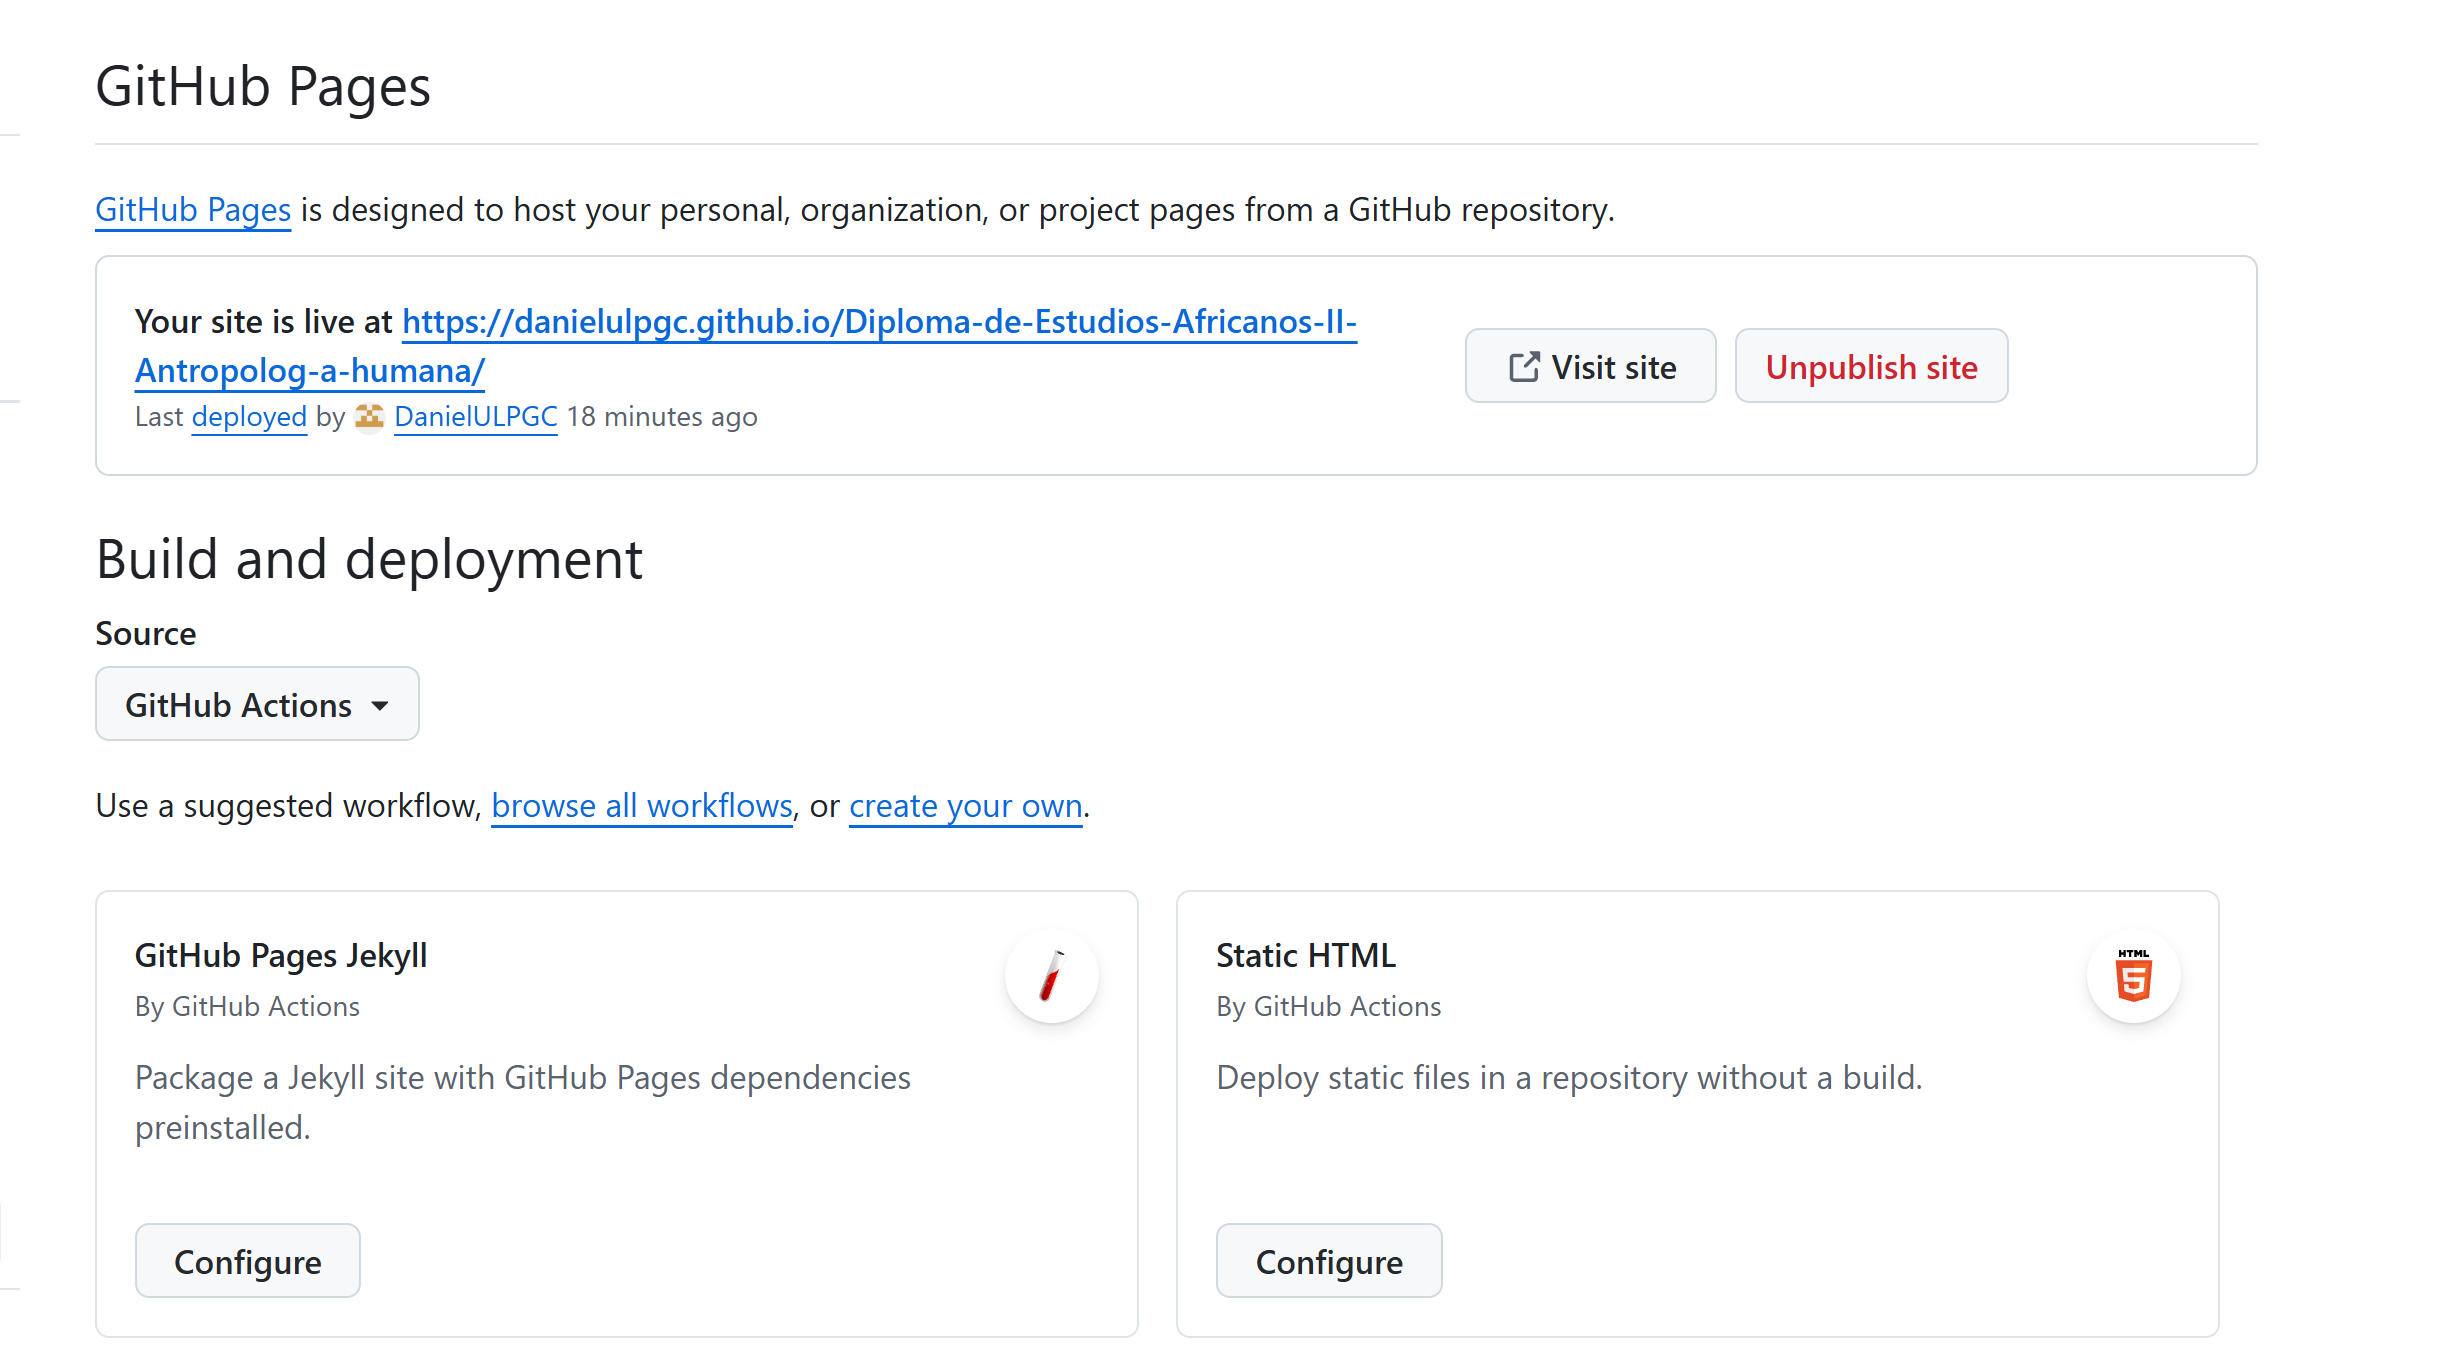 GitHub Pages
GitHub Pages is designed to host your personal, organization, or project pages from a GitHub repository.
Your site is live at https://danielulpgc.github.io/Diploma-de-Estudios-Africanos-II-
Antropolog-a-humana/
Last deployed by DanielULPGC 18 minutes ago
Visit site
Unpublish site
Build and deployment
Source
GitHub Actions
Use a suggested workflow, browse all workflows, or create your own.
GitHub Pages Jekyll
By GitHub Actions
Package a Jekyll site with GitHub Pages dependencies
preinstalled.
Configure
Static HTML
HTML
5
By GitHub Actions
Deploy static files in a repository without a build.
Configure